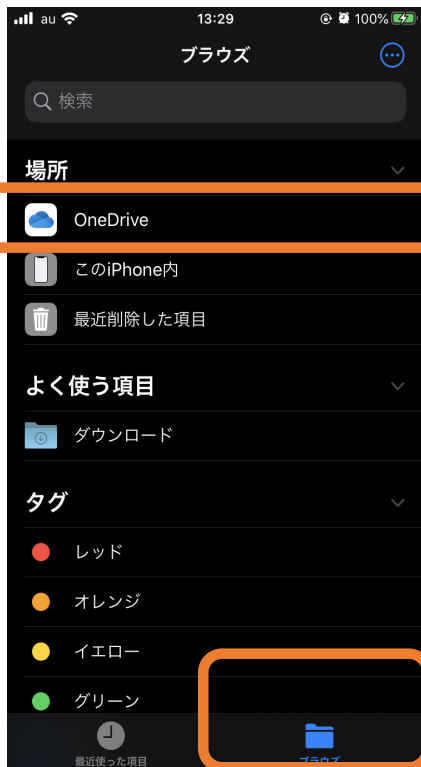 au 13:29 100%
ブラウズ
検索
場所
OneDrive
このiPhone内
最近削除した項目
よく使う項目
ダウンロード
タグ
レッド
オレンジ
イエロー
グリーン
最近使った項目 ブラウズ